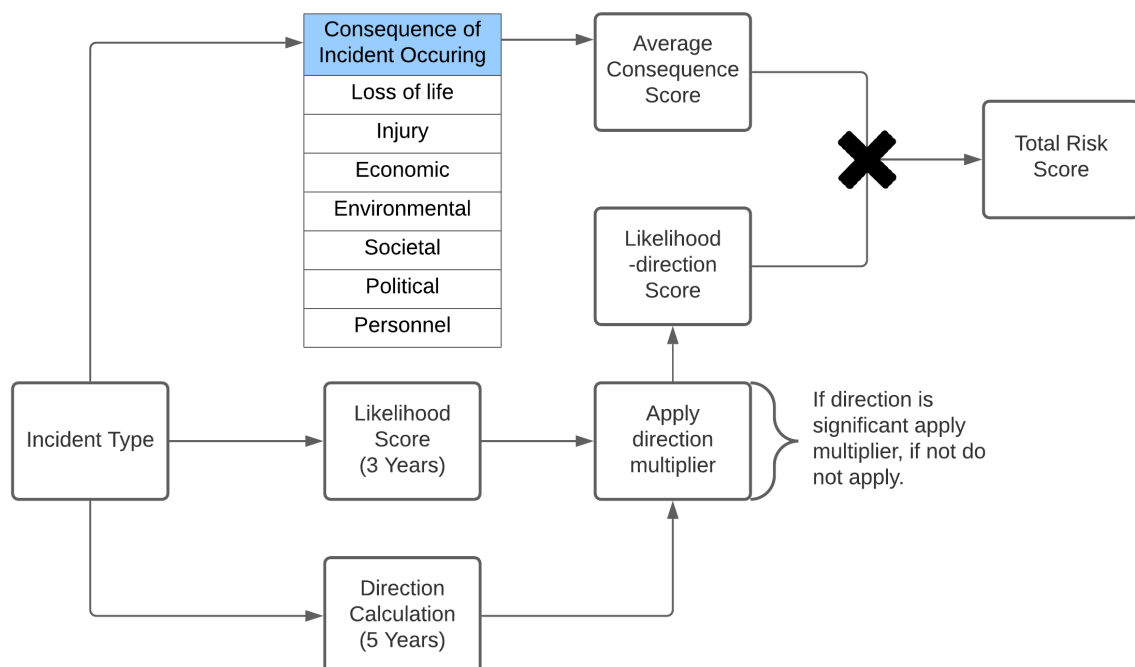 Consequence of
Incident Occuring
Loss of life
Injury
Economic
Environmental
Societal
Political
Personnel
Average
Consequence
Score
Total Risk
Score
Likelihood
-direction
Score
Incident Type
Likelihood
Score
(3 Years)
Apply
direction
multiplier
If direction is
significant apply
multiplier, if not do
not apply.
Direction
Calculation
(5 Years)